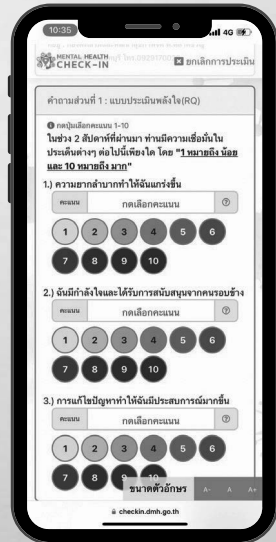 10:35
4G
MENTAL HEALTH
CHECK-IN
ยกเลิกการประเมิน
คำถามส่วนที่ 1 : แบบประเมินพลังใจ(RQ)
กดปุ่มเลือกคะแนน 1-10
ในช่วง 2 สัปดาห์ที่ผ่านมา ท่านมีความเชื่อมั่นใน
ประเด็นต่างๆ ต่อไปนี้เพียงใด โดย "1 หมายถึง น้อย
และ 10 หมายถึง มาก"
1.) ความยากลำบากทำให้ฉันแกร่งขึ้น
คะแนน กดเลือกคะแนน ?
1 2 3 4 5 6
7 8 9 10
2.) ฉันมีกำลังใจและได้รับการสนับสนุนจากคนรอบข้าง
คะแนน กดเลือกคะแนน ?
1 2 3 4 5 6
7 8 9 10
3.) การแก้ไขปัญหาทำให้ฉันมีประสบการณ์มากขึ้น
คะแนน กดเลือกคะแนน ?
1 2 3 4 5 6
7 8 9 10
ขนาดตัวอักษร A- A A+
checkin.dmh.go.th